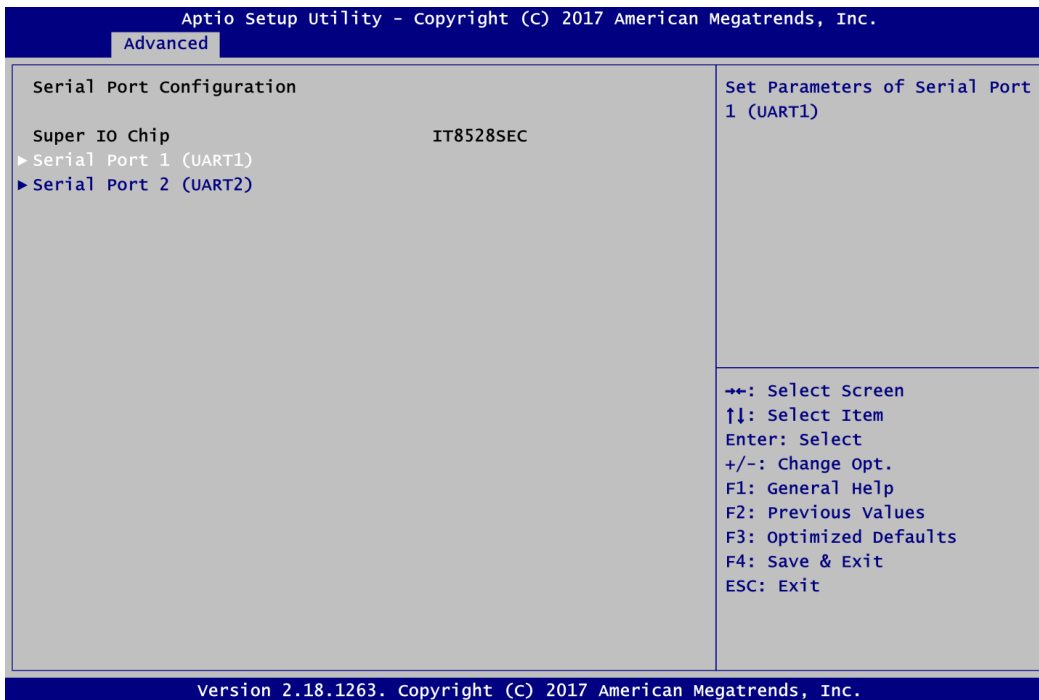 Aptio Setup Utility - Copyright (C) 2017 American Megatrends, Inc.
Advanced
Serial Port Configuration
Super IO Chip IT8528SEC
▶ Serial Port 1 (UART1)
▶ Serial Port 2 (UART2)
Set Parameters of Serial Port
1 (UART1)
→←: Select Screen
↑↓: Select Item
Enter: Select
+/-: Change Opt.
F1: General Help
F2: Previous Values
F3: Optimized Defaults
F4: Save & Exit
ESC: Exit
Version 2.18.1263. Copyright (C) 2017 American Megatrends, Inc.